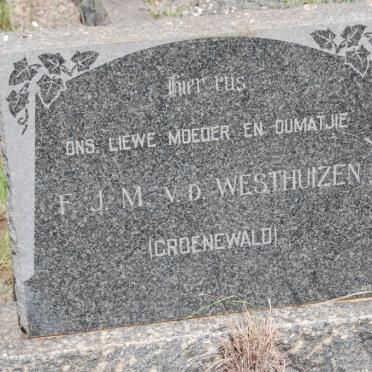 Hier rus
ONS LIEWE MOEDER EN OUMATJIE
F. J. M. V. D. WESTHUIZEN
(GROENEWALD)